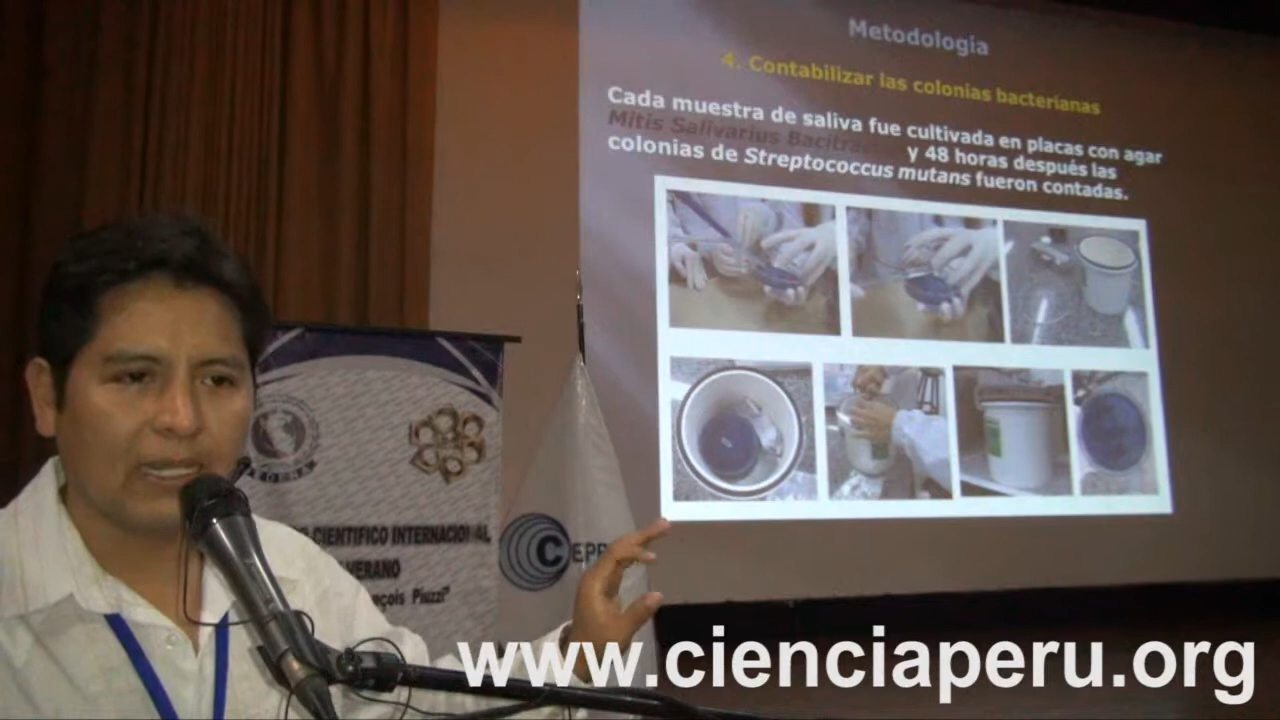 Metodologia
4. Contabilizar las colonias bacterianas
Cada muestra de saliva fue cultivada en placas con agar
Mitis Salivarius
y 48 horas después las
colonias de Streptococcus mutans fueron contadas.
CIENTIFICO INTERNACIONAL
VERANO
Piuzzi"
C
www.cienciaperu.org